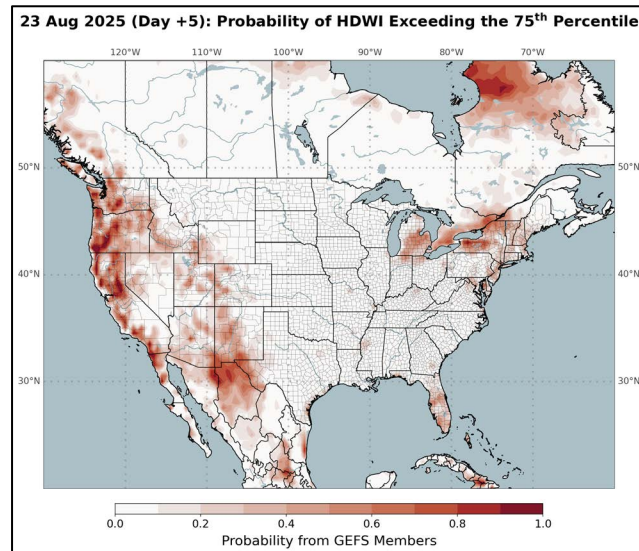 23 Aug 2025 (Day +5): Probability of HDWI Exceeding the 75th Percentile
120°W 110°W 100°W 90°W 80°W 70°W
50°N 50°N
40°N 40°N
30°N 30°N
0.0 0.2 0.4 0.6 0.8 1.0
Probability from GEFS Members